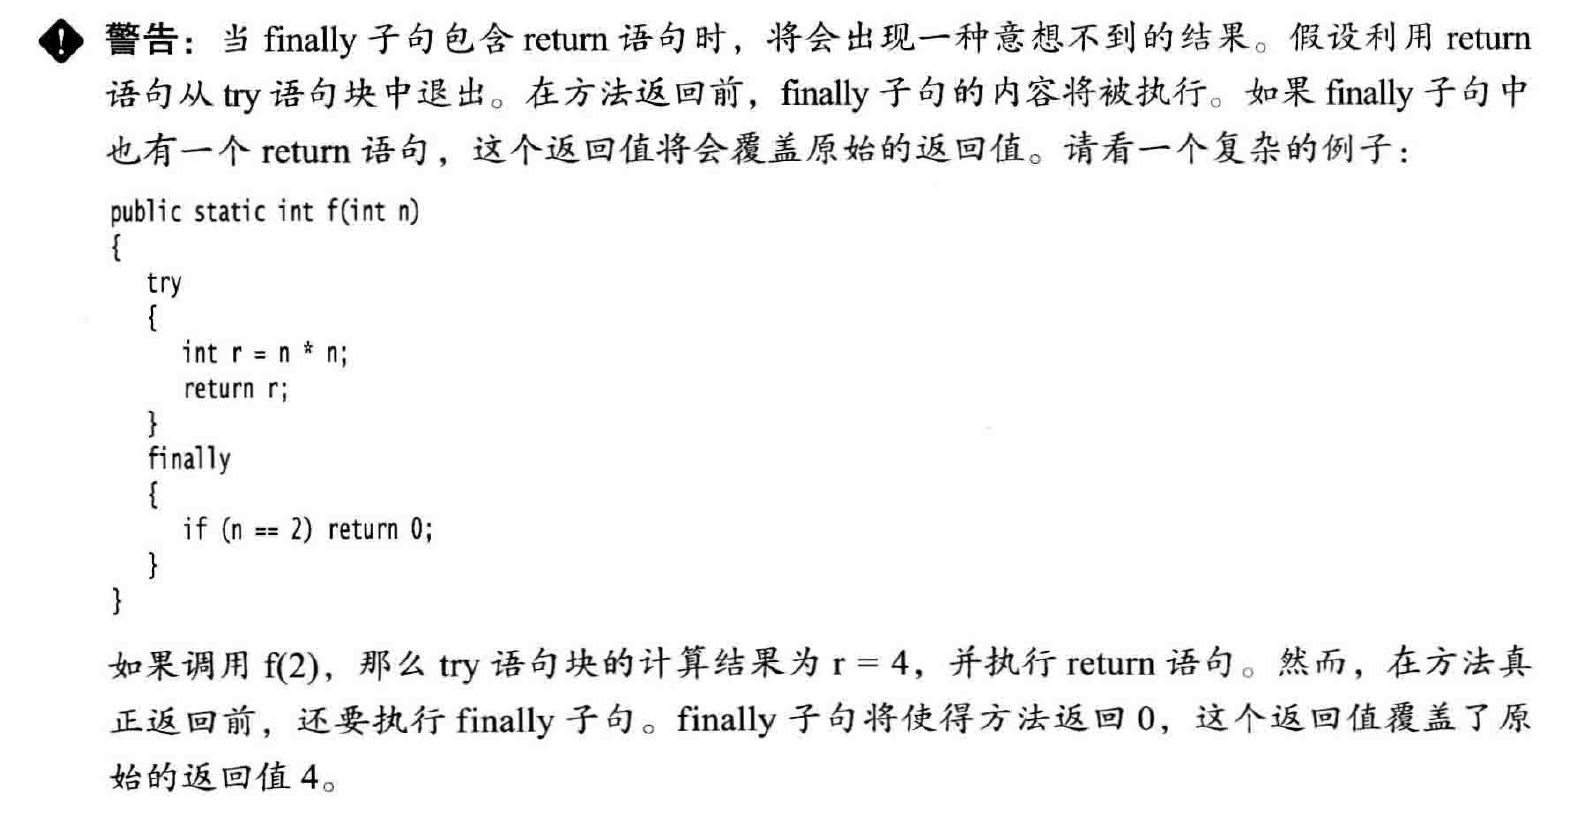 警告：当 finally 子句包含 return 语句时，将会出现一种意想不到的结果。假设利用 return
语句从 try 语句块中退出。在方法返回前，finally 子句的内容将被执行。如果 finally 子句中
也有一个 return 语句，这个返回值将会覆盖原始的返回值。请看一个复杂的例子：
public static int f(int n)
{
   try
   {
      int r = n * n;
      return r;
   }
   finally
   {
      if (n == 2) return 0;
   }
}
如果调用 f(2)，那么 try 语句块的计算结果为 r = 4，并执行 return 语句。然而，在方法真
正返回前，还要执行 finally 子句。finally 子句将使得方法返回 0，这个返回值覆盖了原
始的返回值 4。